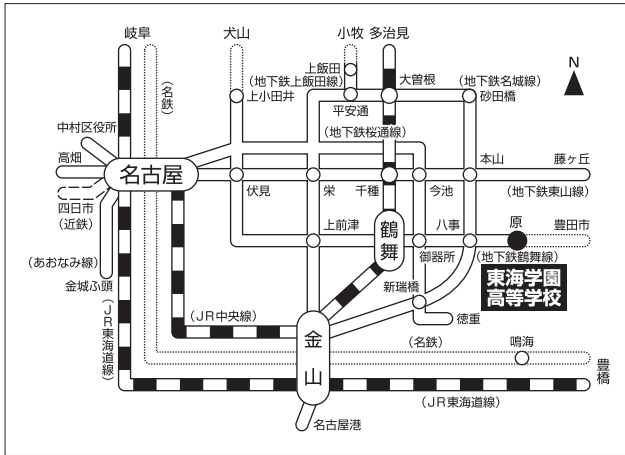 岐阜
犬山
小牧
多治見
上飯田
(地下鉄上飯田線)
大曽根
(地下鉄名城線)
N
(名鉄)
上小田井
平安通
砂田橋
中村区役所
(地下鉄桜通線)
高畑
名古屋
本山
藤ヶ丘
伏見
栄
千種
今池
(地下鉄東山線)
四日市
(近鉄)
上前津
鶴舞
八事
原
豊田市
御器所
(地下鉄鶴舞線)
(あおなみ線)
新瑞橋
東海学園
高等学校
金城ふ頭
(JR東海道線)
(JR中央線)
徳重
金山
(名鉄)
鳴海
豊橋
(JR東海道線)
名古屋港